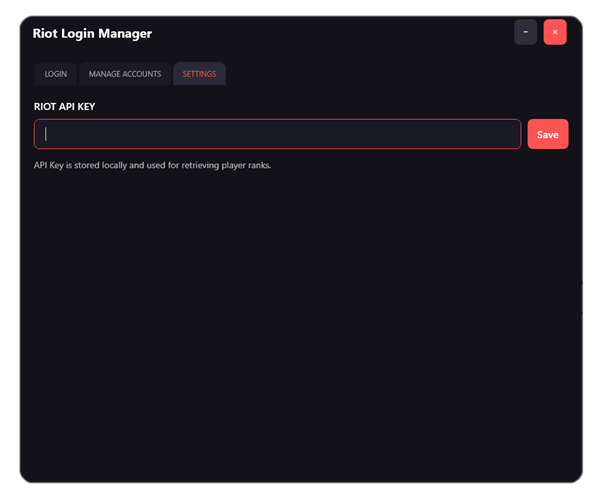 Riot Login Manager
LOGIN MANAGE ACCOUNTS SETTINGS
RIOT API KEY
Save
API Key is stored locally and used for retrieving player ranks.